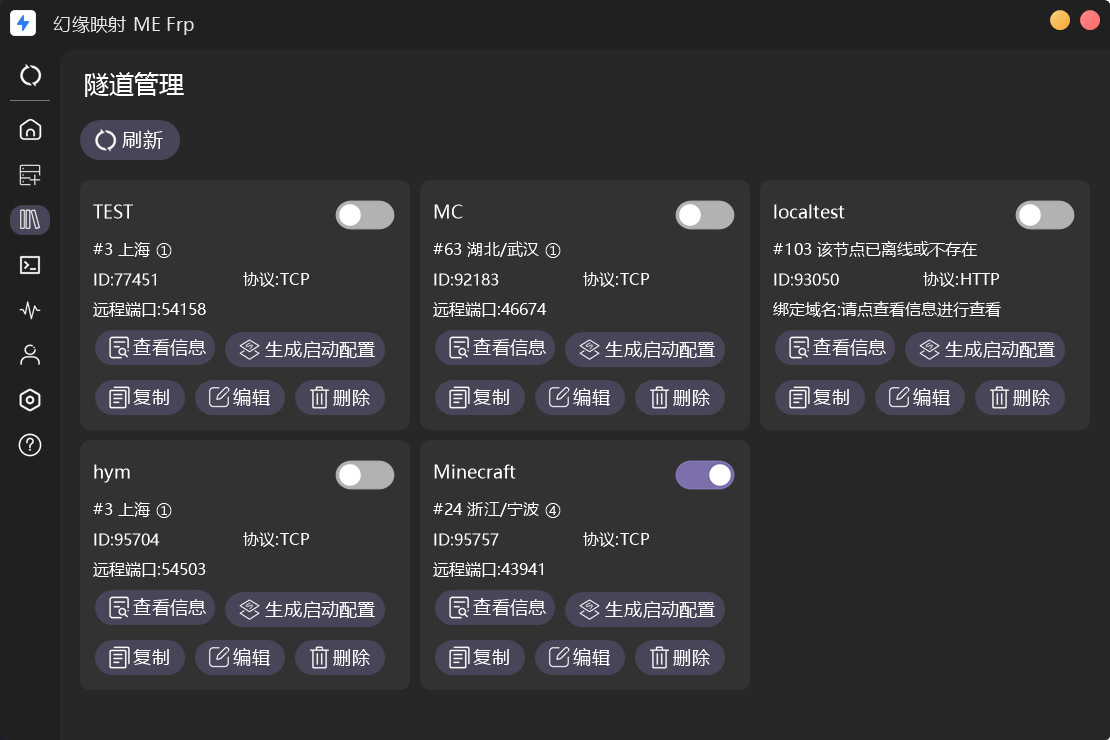 幻缘映射 ME Frp
隧道管理
刷新
TEST
#3 上海 ①
ID:77451 协议:TCP
远程端口:54158
查看信息 生成启动配置
复制 编辑 删除
MC
#63 湖北/武汉 ①
ID:92183 协议:TCP
远程端口:46674
查看信息 生成启动配置
复制 编辑 删除
localtest
#103 该节点已离线或不存在
ID:93050 协议:HTTP
绑定域名:请点查看信息进行查看
查看信息 生成启动配置
复制 编辑 删除
hym
#3 上海 ①
ID:95704 协议:TCP
远程端口:54503
查看信息 生成启动配置
复制 编辑 删除
Minecraft
#24 浙江/宁波 ④
ID:95757 协议:TCP
远程端口:43941
查看信息 生成启动配置
复制 编辑 删除